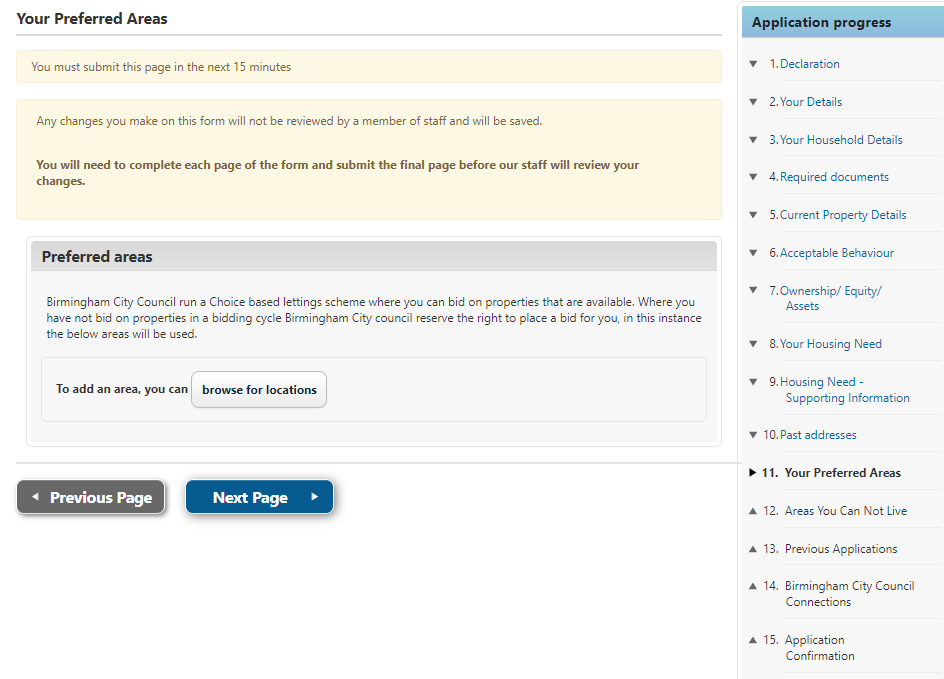 Your Preferred Areas
You must submit this page in the next 15 minutes
Any changes you make on this form will not be reviewed by a member of staff and will be saved.
You will need to complete each page of the form and submit the final page before our staff will review your
changes.
Preferred areas
Birmingham City Council run a Choice based lettings scheme where you can bid on properties that are available. Where you
have not bid on properties in a bidding cycle Birmingham City council reserve the right to place a bid for you, in this instance
the below areas will be used.
To add an area, you can browse for locations
Previous Page
Next Page
Application progress
1.Declaration
2.Your Details
3.Your Household Details
4.Required documents
5.Current Property Details
6.Acceptable Behaviour
7.Ownership/ Equity/
Assets
8.Your Housing Need
9.Housing Need -
Supporting Information
10.Past addresses
11. Your Preferred Areas
12. Areas You Can Not Live
13. Previous Applications
14. Birmingham City Council
Connections
15. Application
Confirmation